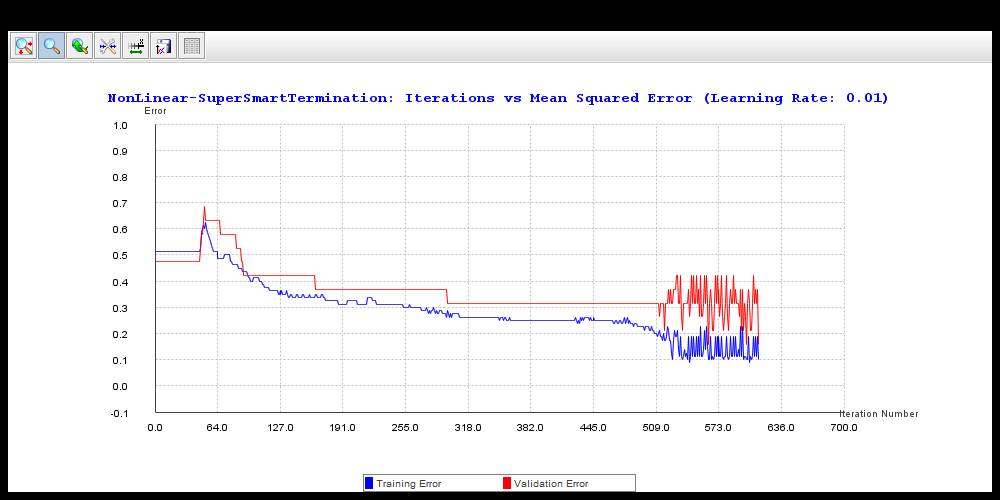 NonLinear-SuperSmartTermination: Iterations vs Mean Squared Error (Learning Rate: 0.01)
Error
1.0
0.9
0.8
0.7
0.6
0.5
0.4
0.3
0.2
0.1
0.0
-0.1
0.0 64.0 127.0 191.0 255.0 318.0 382.0 445.0 509.0 573.0 636.0 700.0
Iteration Number
Training Error Validation Error